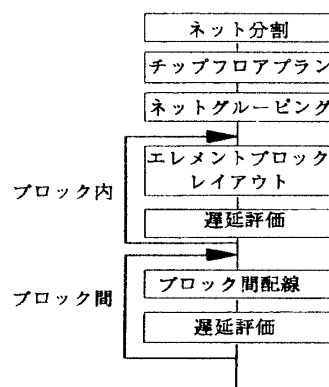 ネット分割
チップフロアプラン
ネットグルーピング
エレメントブロック
レイアウト
ブロック内
遅延評価
ブロック間配線
ブロック間
遅延評価